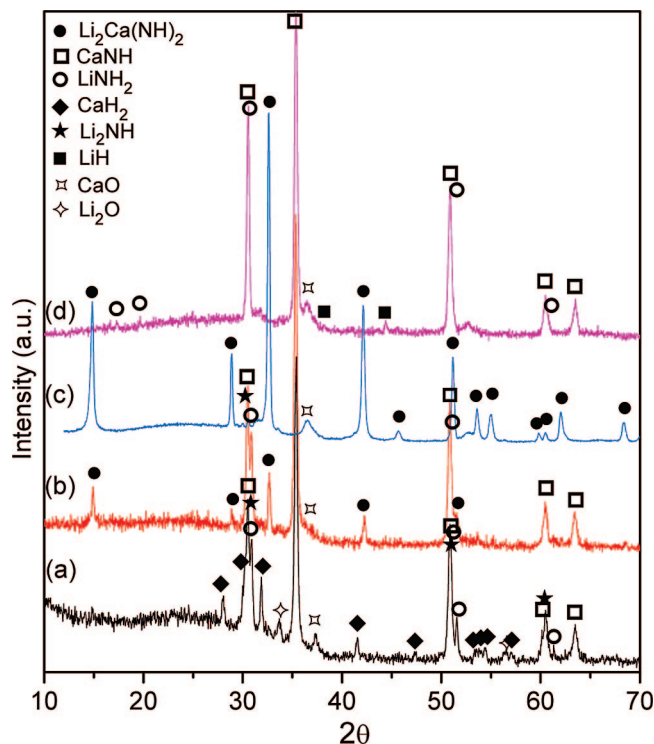 Li₂Ca(NH)₂
CaNH
LiNH₂
CaH₂
Li₂NH
LiH
CaO
Li₂O
(d)
(c)
(b)
(a)
Intensity (a.u.)
10 20 30 40 50 60 70
2θ